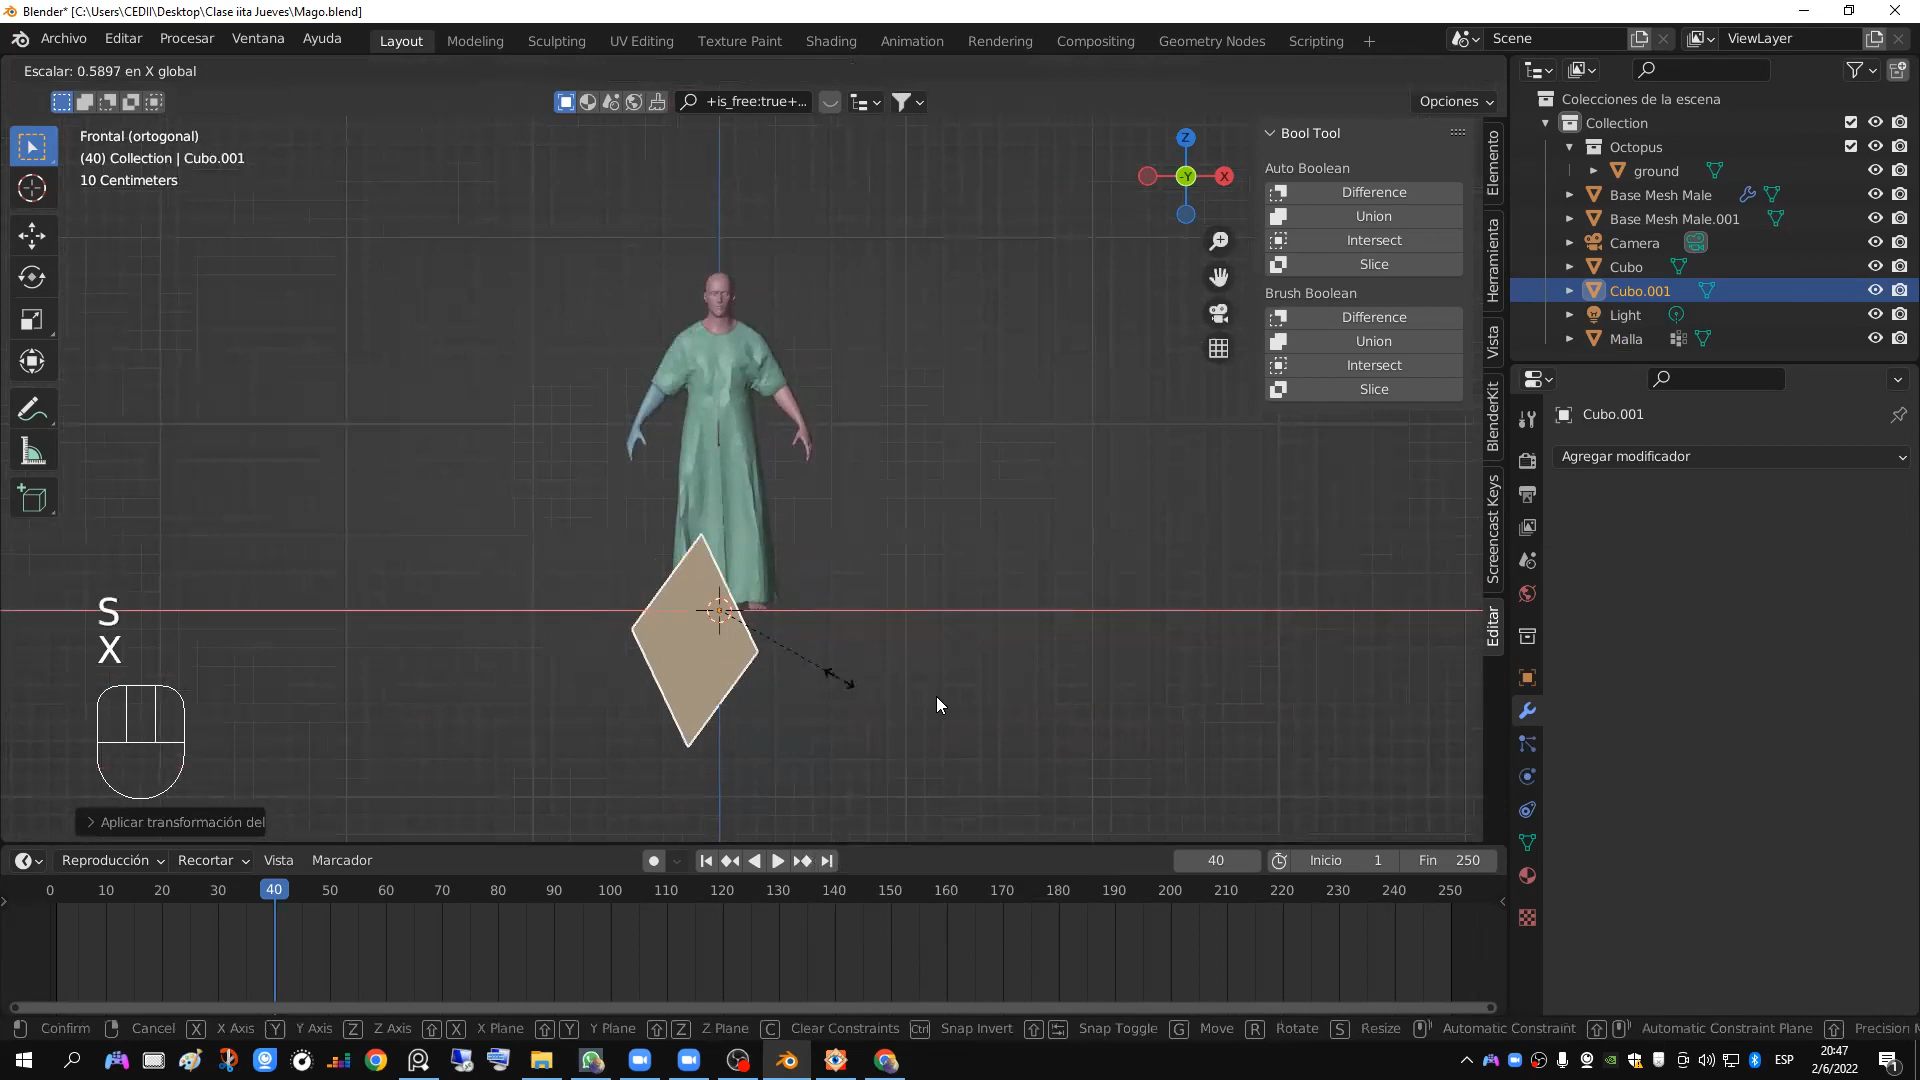 Blender* [C:\Users\CEDII\Desktop\Clase iita Jueves\Mago.blend]
Archivo Editar Procesar Ventana Ayuda
Layout Modeling Sculpting UV Editing Texture Paint Shading Animation Rendering Compositing Geometry Nodes Scripting +
Scene
ViewLayer
Escalar: 0.5897 en X global
+is_free:true+...
Opciones
Frontal (ortogonal)
(40) Collection | Cubo.001
10 Centimeters
Z
-Y
X
Bool Tool
Auto Boolean
Difference
Union
Intersect
Slice
Brush Boolean
Difference
Union
Intersect
Slice
Elemento
Herramienta
Vista
BlenderKit
Screencast Keys
Editar
Colecciones de la escena
Collection
Octopus
ground
Base Mesh Male
Base Mesh Male.001
Camera
Cubo
Cubo.001
Light
Malla
Cubo.001
Agregar modificador
S
X
Aplicar transformación del
Reproducción Recortar Vista Marcador
40
Inicio 1
Fin 250
0 10 20 30 40 50 60 70 80 90 100 110 120 130 140 150 160 170 180 190 200 210 220 230 240 250
Confirm Cancel X X Axis Y Y Axis Z Z Axis X X Plane Y Y Plane Z Z Plane C Clear Constraints Ctrl Snap Invert Snap Toggle G Move R Rotate S Resize Automatic Constraint Automatic Constraint Plane Precision M
ESP
20:47
2/6/2022
1